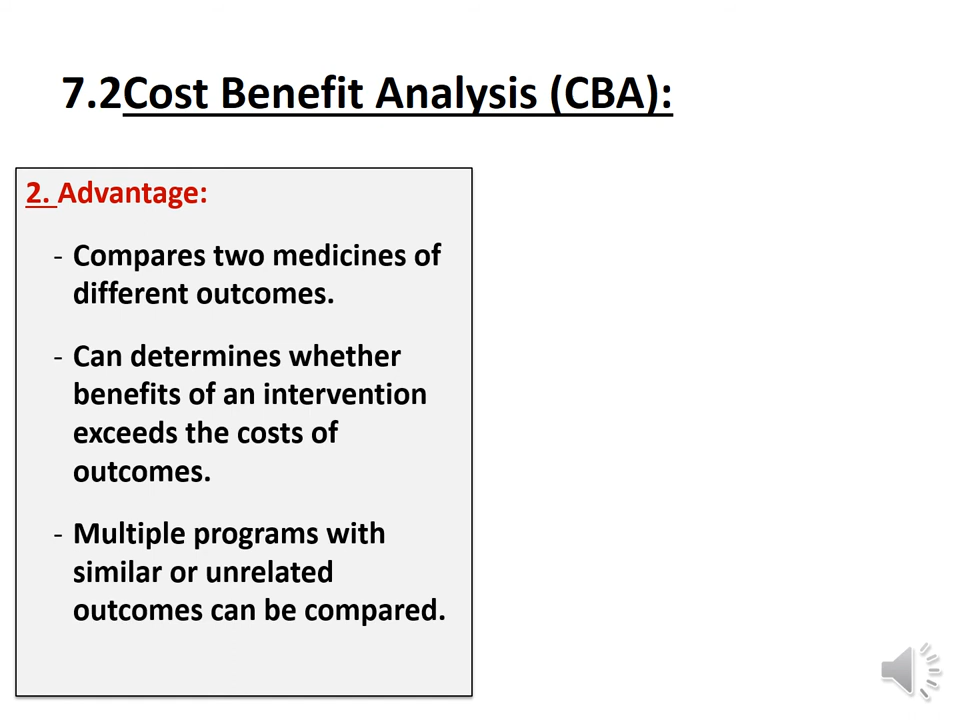 7.2Cost Benefit Analysis (CBA):
2. Advantage:
- Compares two medicines of
different outcomes.
- Can determines whether
benefits of an intervention
exceeds the costs of
outcomes.
- Multiple programs with
similar or unrelated
outcomes can be compared.